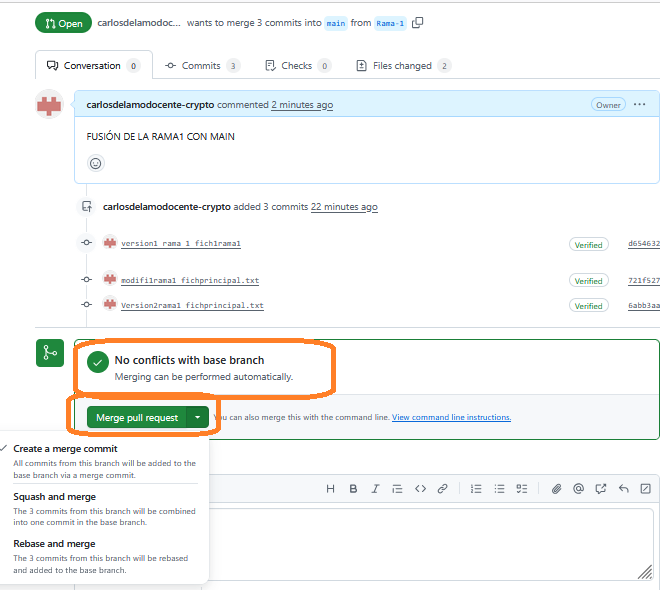 Open carlosdelamodoc... wants to merge 3 commits into main from Rama-1
Conversation 0 Commits 3 Checks 0 Files changed 2
carlosdelamodocente-crypto commented 2 minutes ago Owner ...
FUSIÓN DE LA RAMA1 CON MAIN
carlosdelamodocente-crypto added 3 commits 22 minutes ago
version1 rama 1 fich1rama1 Verified d654632
modifi1rama1 fichprincipal.txt Verified 721f527
Version2rama1 fichprincipal.txt Verified 6abb3aa
No conflicts with base branch
Merging can be performed automatically.
Merge pull request You can also merge this with the command line. View command line instructions.
Create a merge commit
All commits from this branch will be added to the
base branch via a merge commit.
Squash and merge
The 3 commits from this branch will be combined
into one commit in the base branch.
Rebase and merge
The 3 commits from this branch will be rebased
and added to the base branch.
H B I